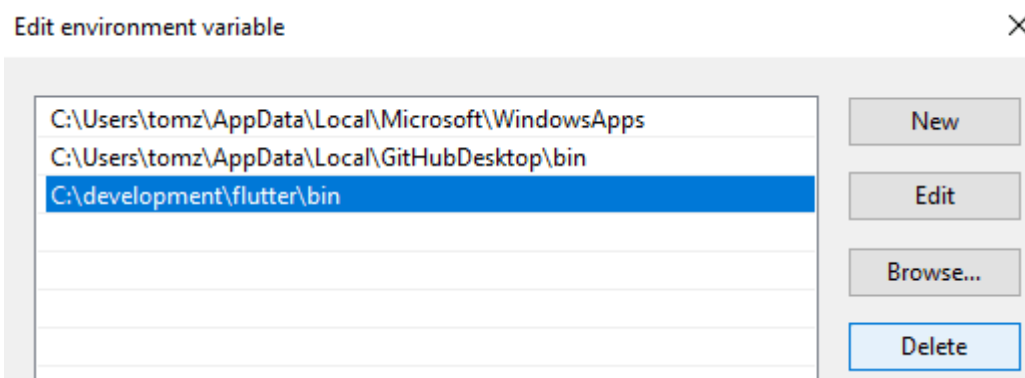 Edit environment variable
C:\Users\tomz\AppData\Local\Microsoft\WindowsApps
C:\Users\tomz\AppData\Local\GitHubDesktop\bin
C:\development\flutter\bin
New
Edit
Browse...
Delete